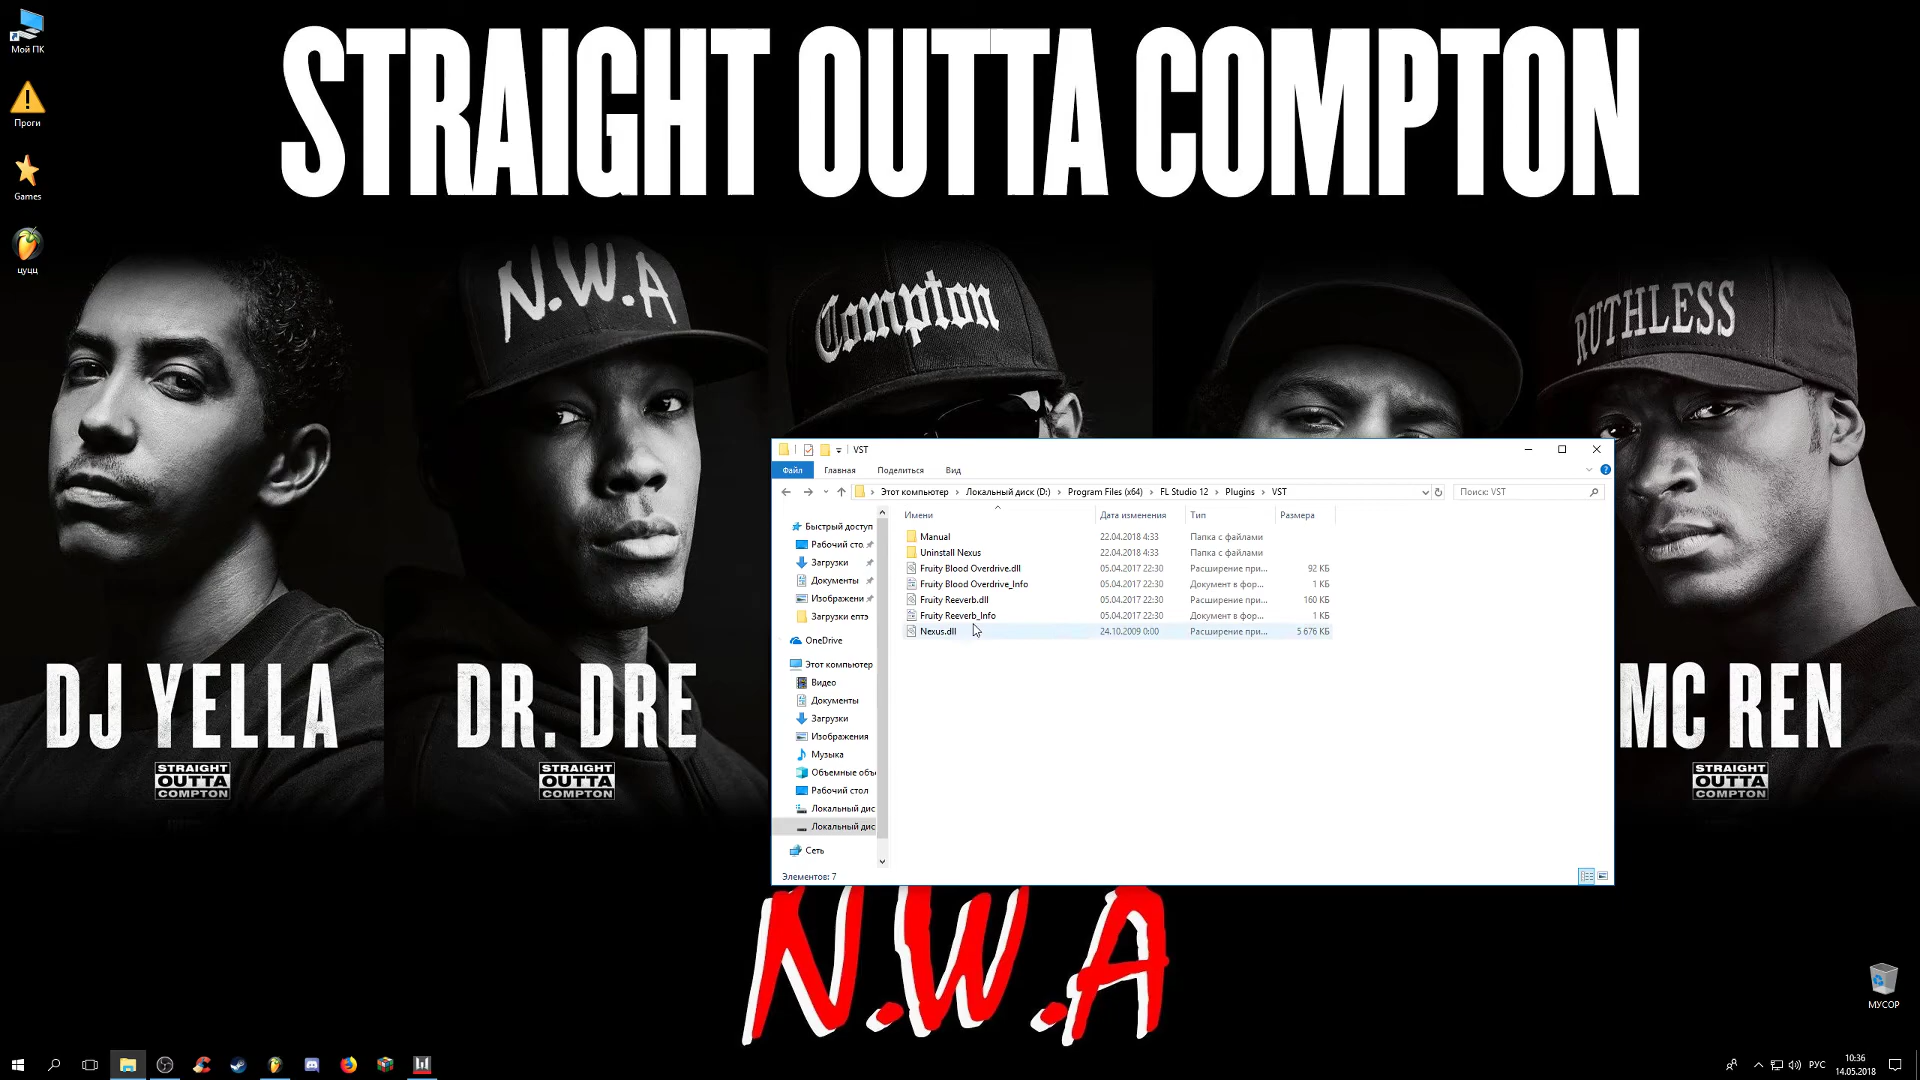 STRAIGHT OUTTA COMPTON
Мой ПК
Проги
Games
цуцц
N.W.A
Compton
RUTHLESS
DJ YELLA
STRAIGHT
OUTTA
COMPTON
DR. DRE
STRAIGHT
OUTTA
COMPTON
MC REN
STRAIGHT
OUTTA
COMPTON
VST
Файл Главная Поделиться Вид
Этот компьютер Локальный диск (D:) Program Files (x64) FL Studio 12 Plugins VST
Поиск: VST
Быстрый доступ
Рабочий сто
Загрузки
Документы
Изображени
Загрузки ептэ
OneDrive
Этот компьютер
Видео
Документы
Загрузки
Изображения
Музыка
Объемные объ
Рабочий стол
Локальный дис
Локальный дис
Сеть
Имени Дата изменения Тип Размера
Manual 22.04.2018 4:33 Папка с файлами
Uninstall Nexus 22.04.2018 4:33 Папка с файлами
Fruity Blood Overdrive.dll 05.04.2017 22:30 Расширение при... 92 КБ
Fruity Blood Overdrive_Info 05.04.2017 22:30 Документ в фор... 1 КБ
Fruity Reeverb.dll 05.04.2017 22:30 Расширение при... 160 КБ
Fruity Reeverb_Info 05.04.2017 22:30 Документ в фор... 1 КБ
Nexus.dll 24.10.2009 0:00 Расширение при... 5 676 КБ
Элементов: 7
N.W.A
МУСОР
РУС
10:36
14.05.2018